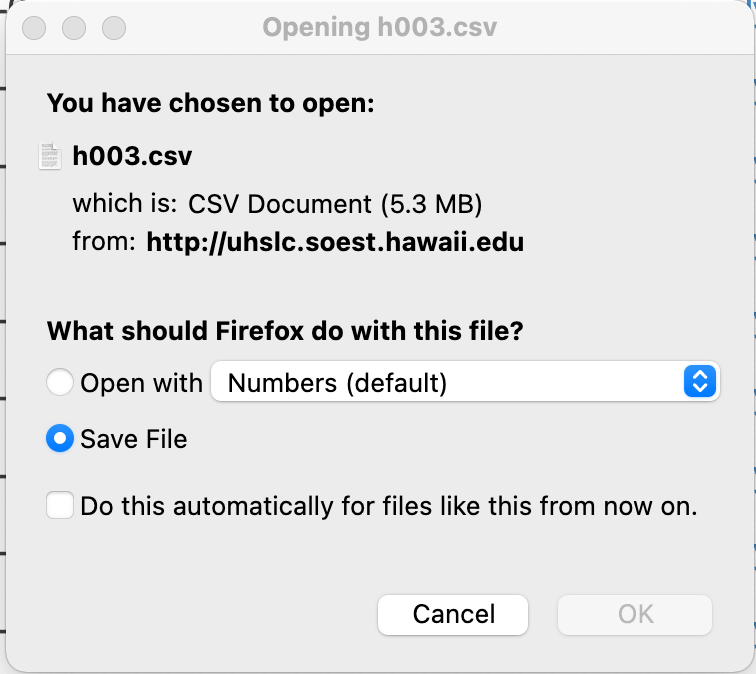 Opening h003.csv
You have chosen to open:
h003.csv
which is: CSV Document (5.3 MB)
from: http://uhslc.soest.hawaii.edu
What should Firefox do with this file?
Open with Numbers (default)
Save File
Do this automatically for files like this from now on.
Cancel OK